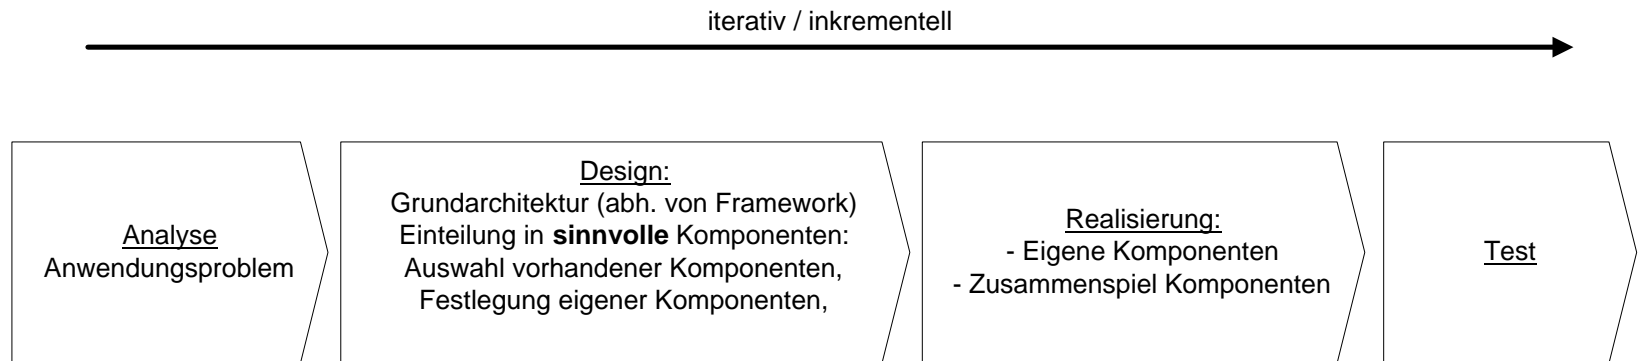 iterativ / inkrementell
Analyse
Anwendungsproblem
Design:
Grundarchitektur (abh. von Framework)
Einteilung in sinnvolle Komponenten:
Auswahl vorhandener Komponenten,
Festlegung eigener Komponenten,
Realisierung:
- Eigene Komponenten
- Zusammenspiel Komponenten
Test